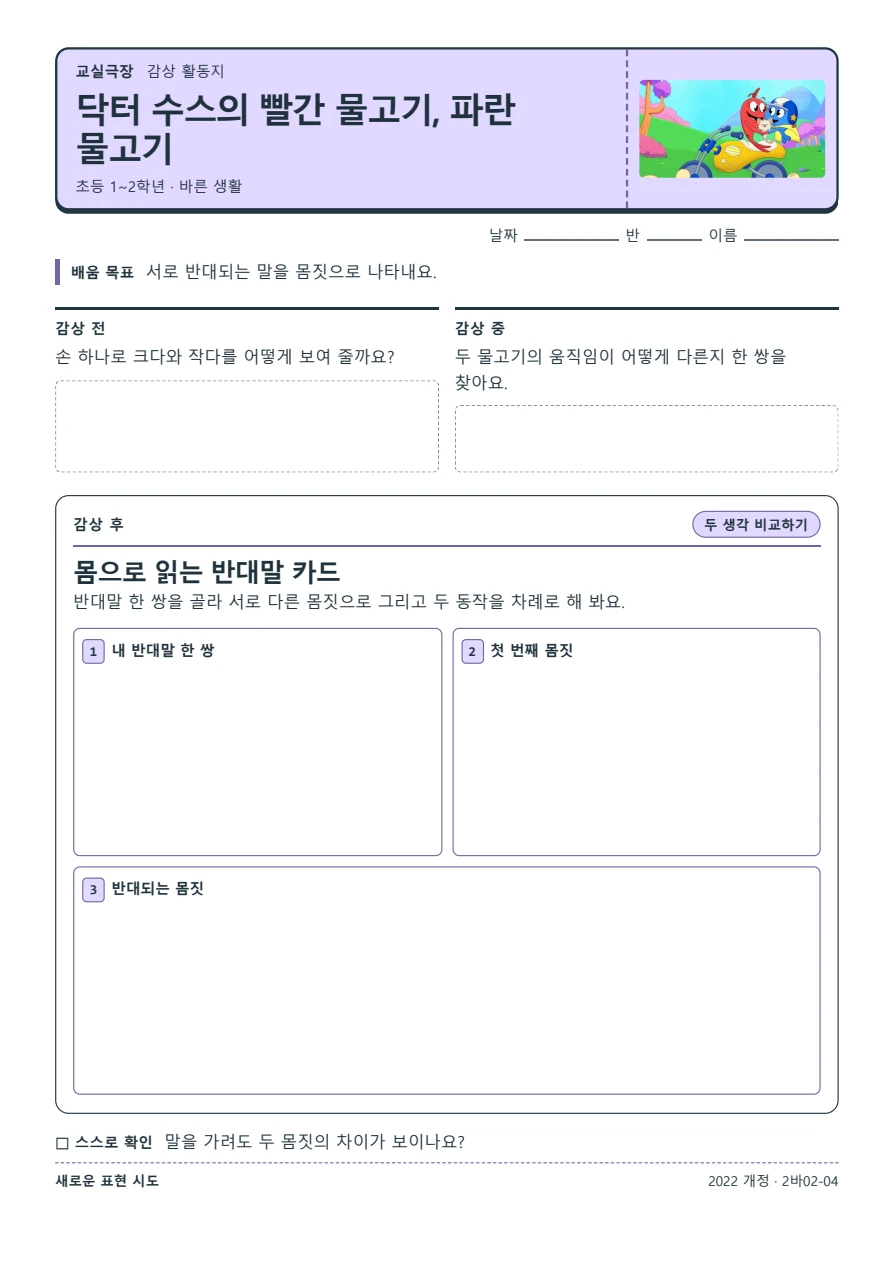 교실극장 감상 활동지
닥터 수스의 빨간 물고기, 파란
물고기
초등 1~2학년 · 바른 생활
날짜 반 이름
배움 목표 서로 반대되는 말을 몸짓으로 나타내요.
감상 전
손 하나로 크다와 작다를 어떻게 보여 줄까요?
감상 중
두 물고기의 움직임이 어떻게 다른지 한 쌍을
찾아요.
감상 후
두 생각 비교하기
몸으로 읽는 반대말 카드
반대말 한 쌍을 골라 서로 다른 몸짓으로 그리고 두 동작을 차례로 해 봐요.
1 내 반대말 한 쌍
2 첫 번째 몸짓
3 반대되는 몸짓
□ 스스로 확인 말을 가려도 두 몸짓의 차이가 보이나요?
새로운 표현 시도
2022 개정 · 2바02-04